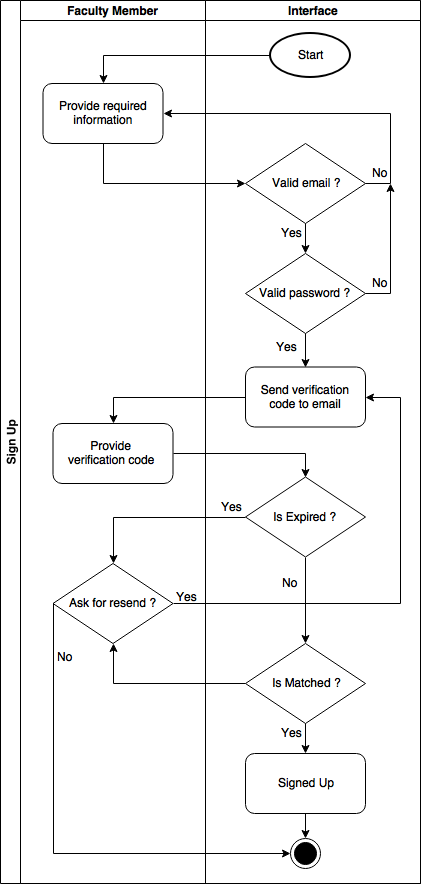 Faculty Member
Interface
Start
Provide required
information
No
Valid email ?
Yes
No
Valid password ?
Yes
Send verification
code to email
Sign Up
Provide
verification code
Yes
Is Expired ?
No
Ask for resend ?
Yes
No
Is Matched ?
Yes
Signed Up